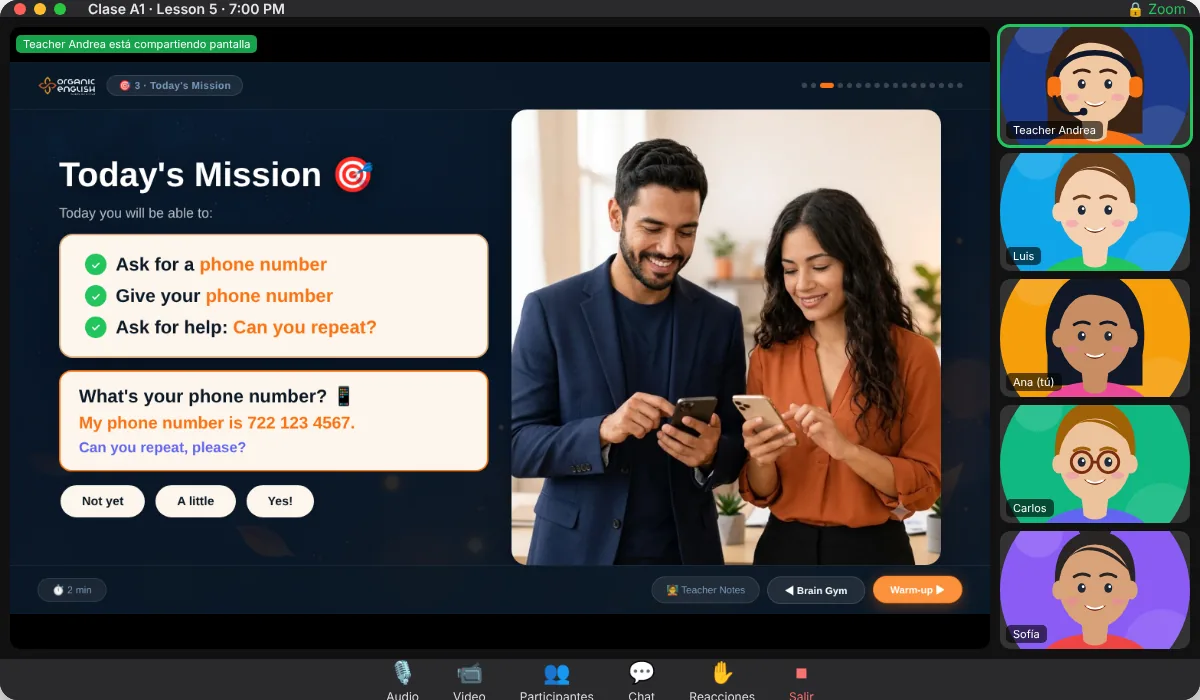 Clase A1 · Lesson 5 · 7:00 PM
Zoom
Teacher Andrea está compartiendo pantalla
ORGANIC ENGLISH
3 · Today's Mission
Today's Mission
Today you will be able to:
Ask for a phone number
Give your phone number
Ask for help: Can you repeat?
What's your phone number?
My phone number is 722 123 4567.
Can you repeat, please?
Not yet
A little
Yes!
2 min
Teacher Notes
◀ Brain Gym
Warm-up ▶
Teacher Andrea
Luis
Ana (tú)
Carlos
Sofía
Audio
Video
Participantes
Chat
Reacciones
Salir